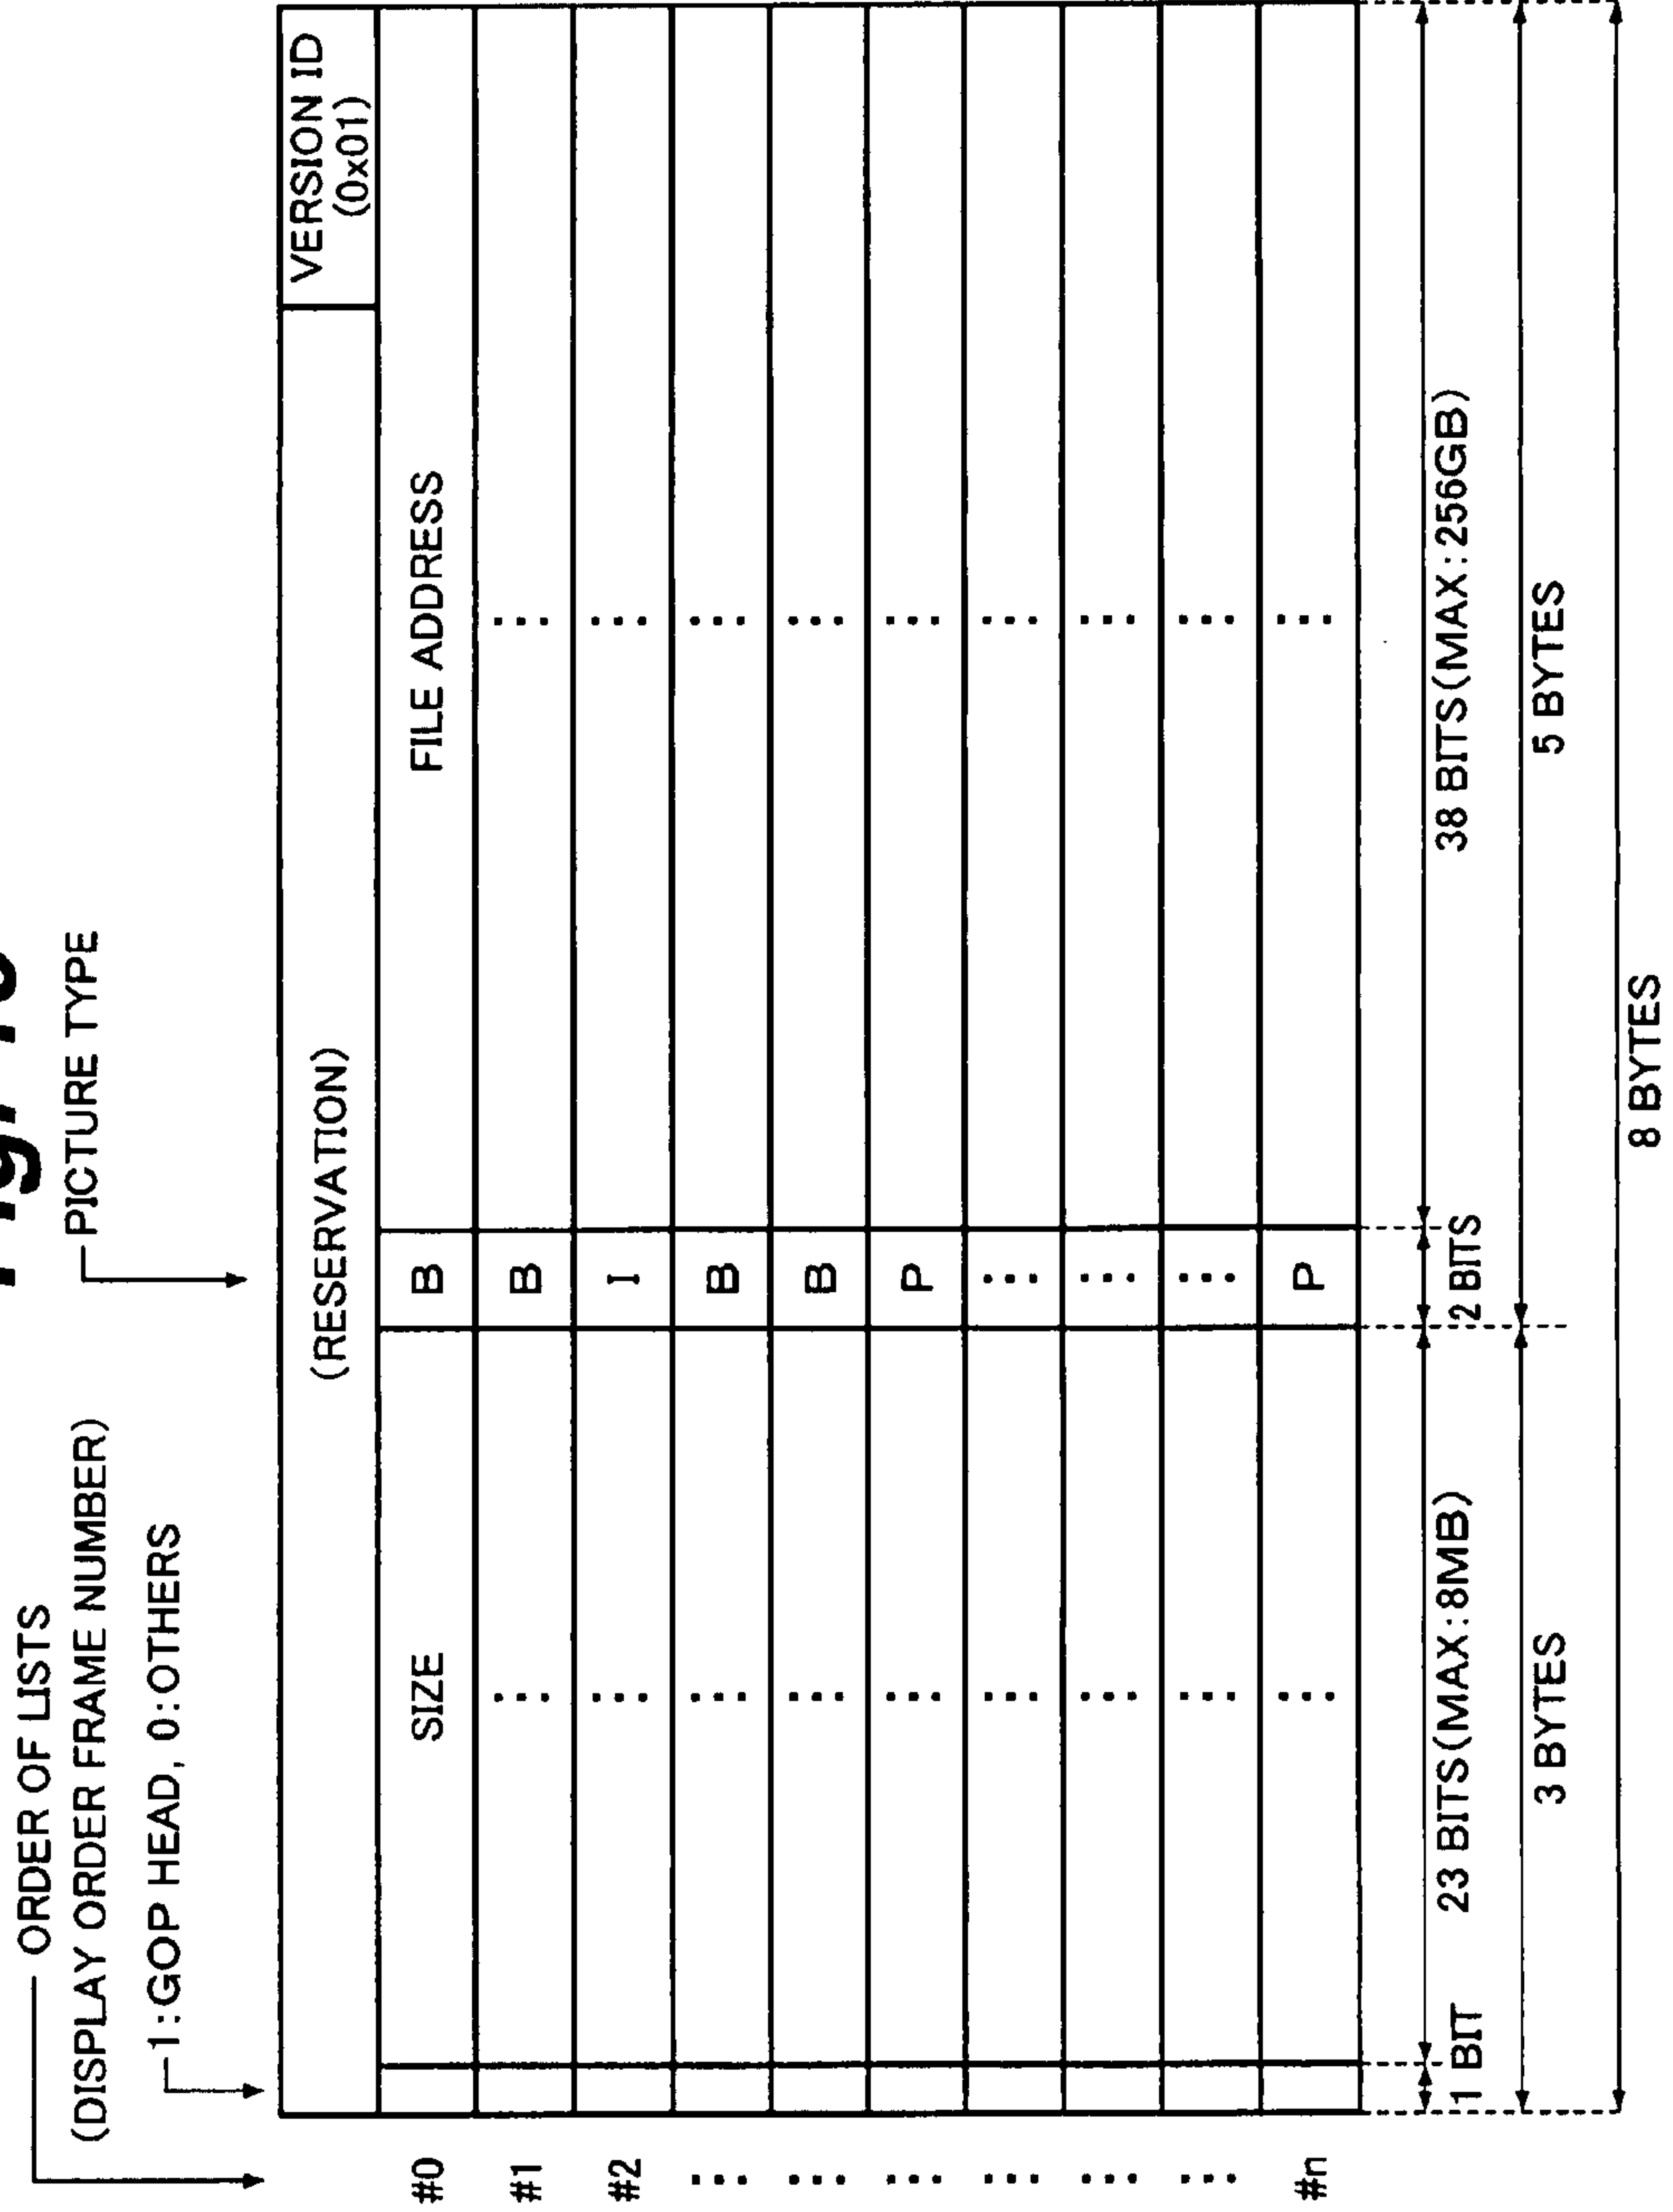 ORDER OF LISTS
(DISPLAY ORDER FRAME NUMBER)
PICTURE TYPE
1:GOP HEAD, 0:OTHERS
(RESERVATION)
VERSION ID
(0x01)
#0 SIZE B FILE ADDRESS
#1 ... B ...
#2 ... I ...
... ... B ...
... ... B ...
... ... P ...
... ... ... ...
... ... ... ...
... ... ... ...
#n ... P ...
1 BIT 23 BITS(MAX:8MB) 2 BITS 38 BITS(MAX:256GB)
3 BYTES 5 BYTES
8 BYTES